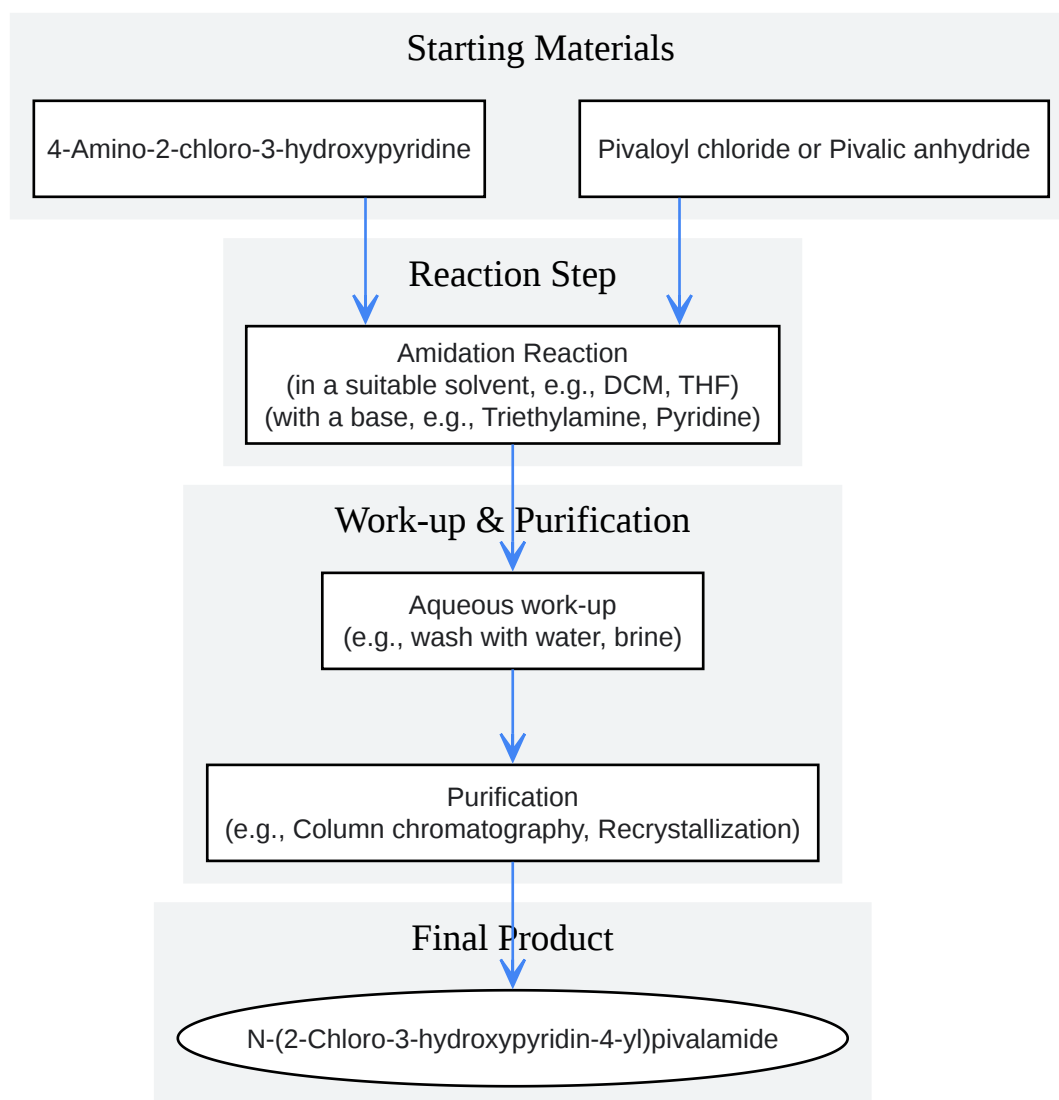 Starting Materials
4-Amino-2-chloro-3-hydroxypyridine
Pivaloyl chloride or Pivalic anhydride
Reaction Step
Amidation Reaction
(in a suitable solvent, e.g., DCM, THF)
(with a base, e.g., Triethylamine, Pyridine)
Work-up & Purification
Aqueous work-up
(e.g., wash with water, brine)
Purification
(e.g., Column chromatography, Recrystallization)
Final Product
N-(2-Chloro-3-hydroxypyridin-4-yl)pivalamide